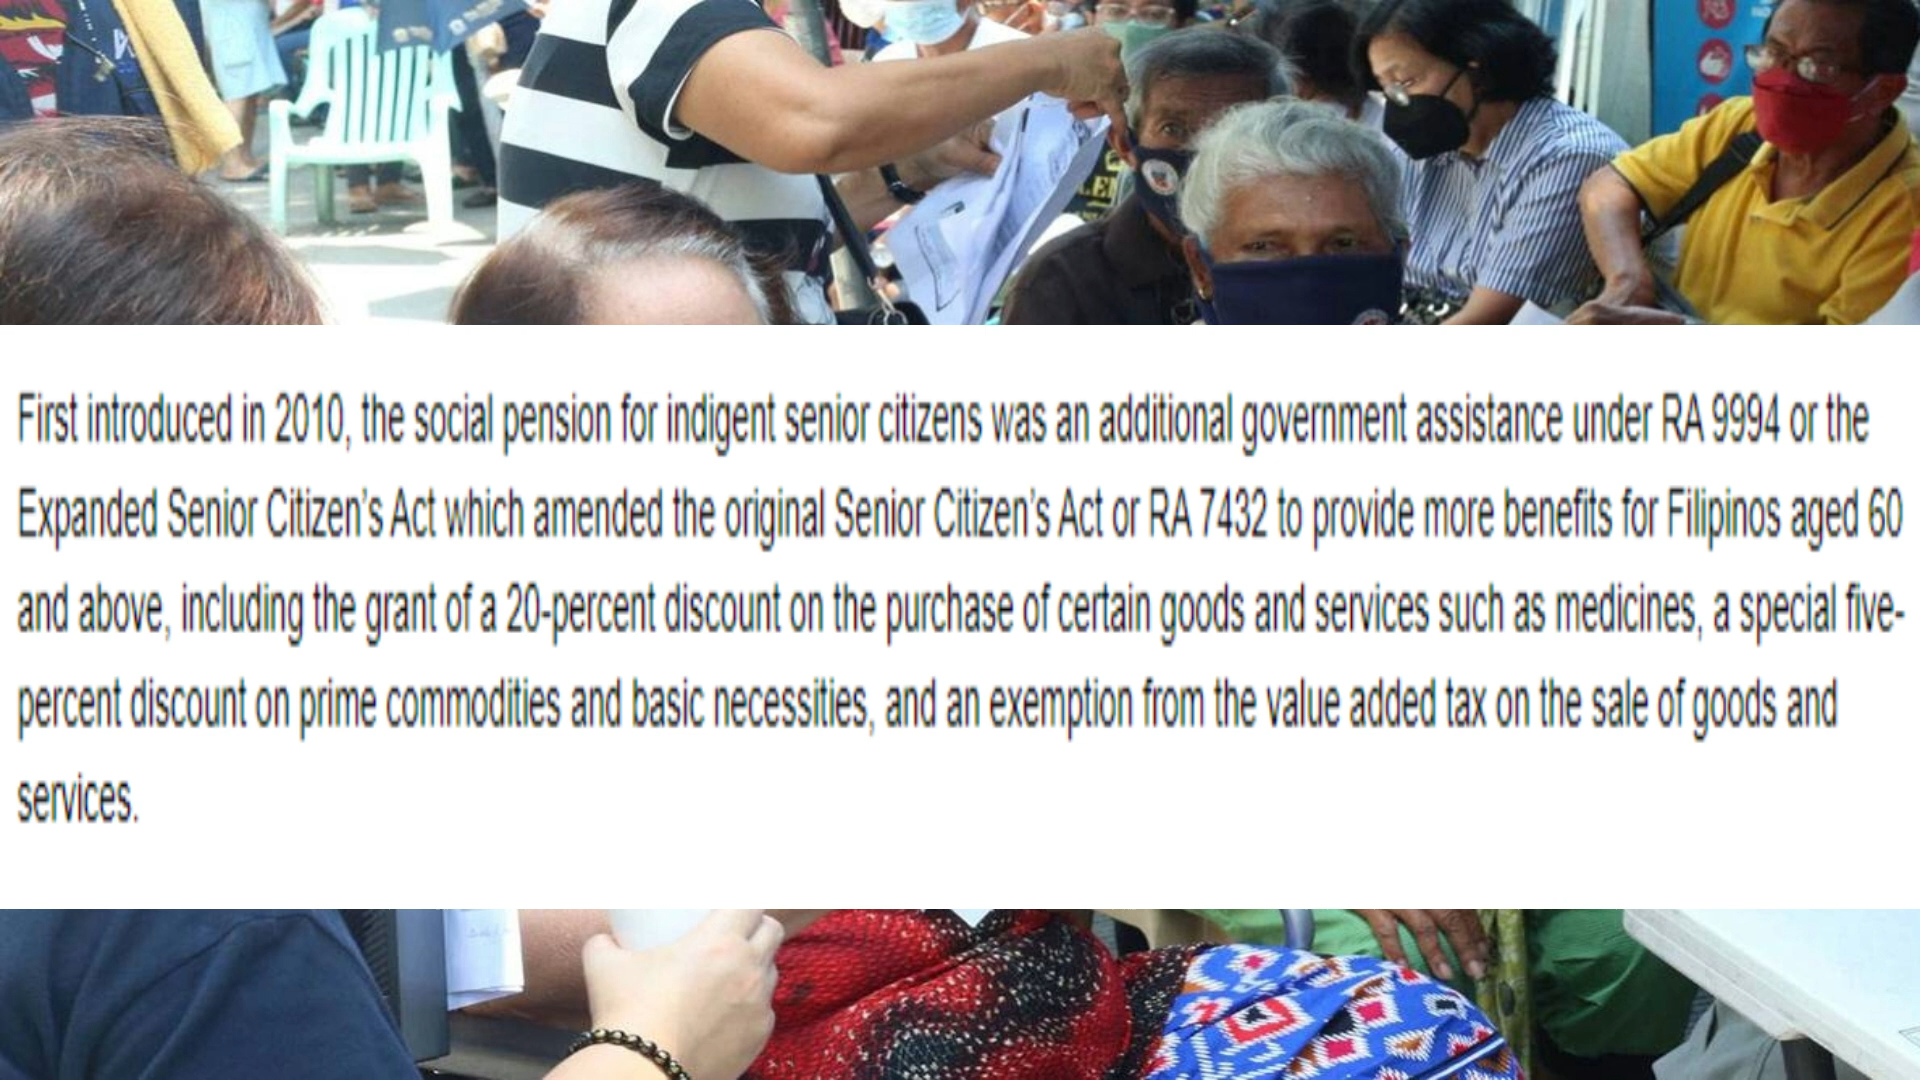 First introduced in 2010, the social pension for indigent senior citizens was an additional government assistance under RA 9994 or the
Expanded Senior Citizen’s Act which amended the original Senior Citizen’s Act or RA 7432 to provide more benefits for Filipinos aged 60
and above, including the grant of a 20-percent discount on the purchase of certain goods and services such as medicines, a special five-
percent discount on prime commodities and basic necessities, and an exemption from the value added tax on the sale of goods and
services.